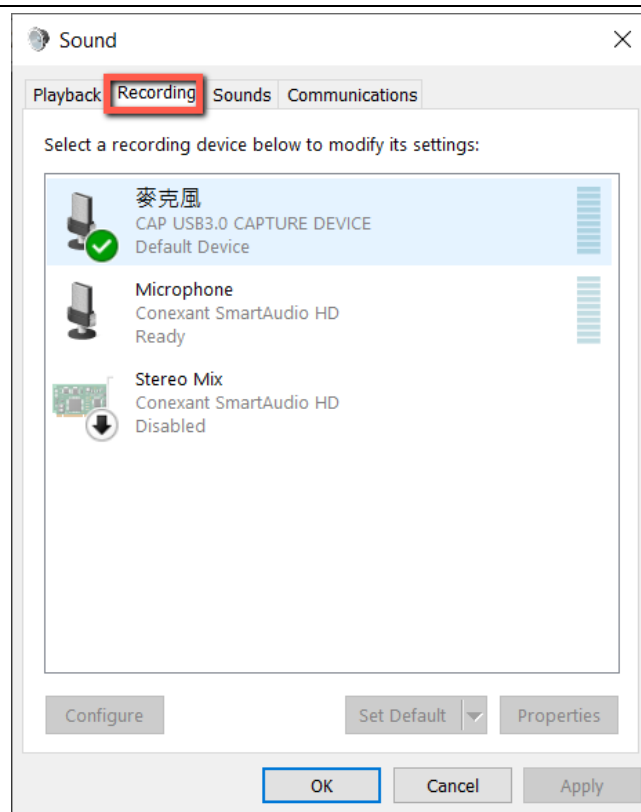 Sound
Playback Recording Sounds Communications
Select a recording device below to modify its settings:
麥克風
CAP USB3.0 CAPTURE DEVICE
Default Device
Microphone
Conexant SmartAudio HD
Ready
Stereo Mix
Conexant SmartAudio HD
Disabled
Configure Set Default Properties
OK Cancel Apply